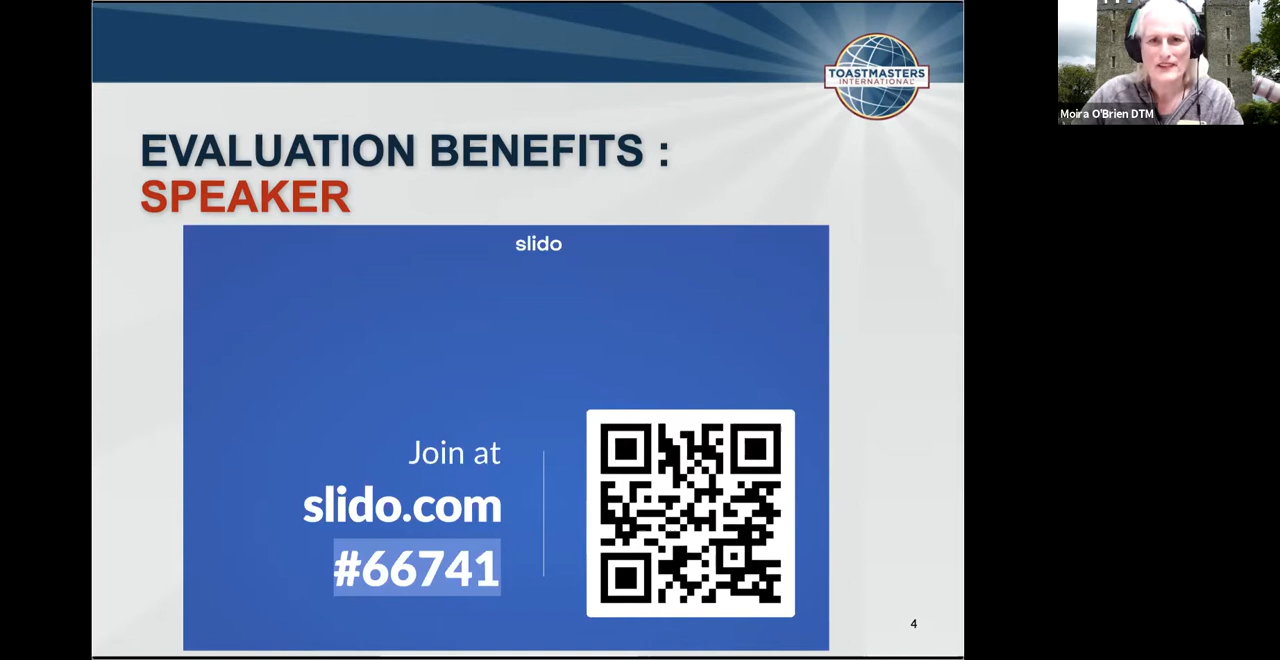 TOASTMASTERS
INTERNATIONAL
EVALUATION BENEFITS :
SPEAKER
slido
Join at
slido.com
#66741
4
Moira O'Brien DTM